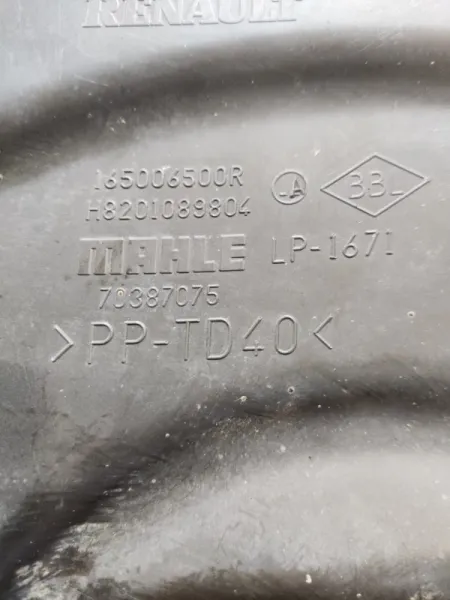 RENAULT
165006500R
H8201089804
-A
33-
MAHLE LP-1671
70387075
>PP-TD40<